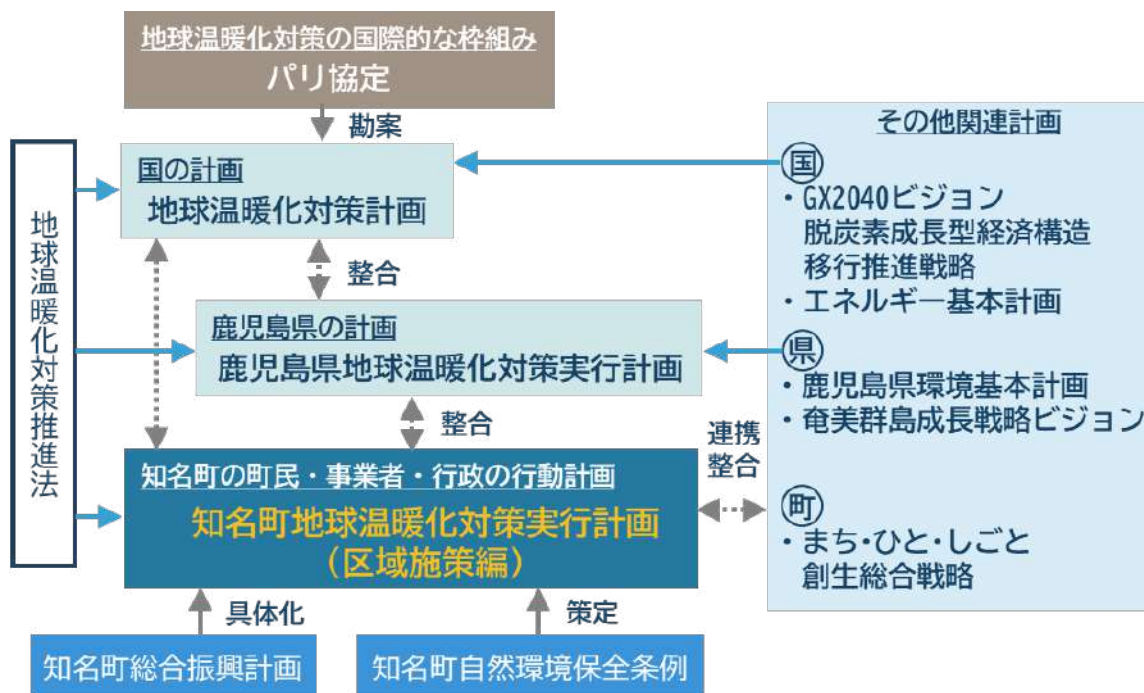 地球温暖化対策の国際的な枠組み
パリ協定
勘案
国の計画
地球温暖化対策計画
整合
鹿児島県の計画
鹿児島県地球温暖化対策実行計画
整合
知名町の町民・事業者・行政の行動計画
知名町地球温暖化対策実行計画
（区域施策編）
具体化
策定
知名町総合振興計画
知名町自然環境保全条例
地球温暖化対策推進法
連携
整合
その他関連計画
国
・GX2040ビジョン
脱炭素成長型経済構造
移行推進戦略
・エネルギー基本計画
県
・鹿児島県環境基本計画
・奄美群島成長戦略ビジョン
町
・まち・ひと・しごと
創生総合戦略